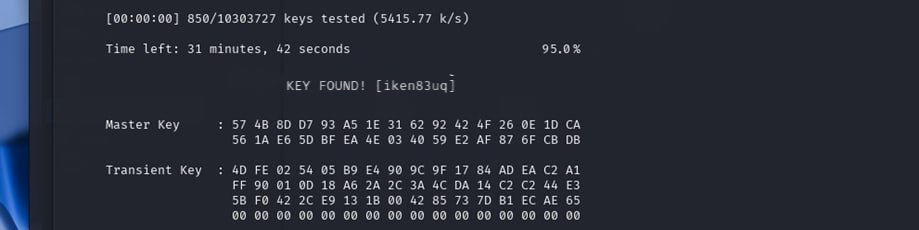 [00:00:00] 850/10303727 keys tested (5415.77 k/s)
Time left: 31 minutes, 42 seconds 95.0%
KEY FOUND! [iken83uq]
Master Key : 57 4B 8D D7 93 A5 1E 31 62 92 42 4F 26 0E 1D CA
56 1A E6 5D BF EA 4E 03 40 59 E2 AF 87 6F CB DB
Transient Key : 4D FE 02 54 05 B9 E4 90 9C 9F 17 84 AD EA C2 A1
FF 90 01 0D 18 A6 2A 2C 3A 4C DA 14 C2 C2 44 E3
5B F0 42 2C E9 13 1B 00 42 85 73 7D B1 EC AE 65
00 00 00 00 00 00 00 00 00 00 00 00 00 00 00 00